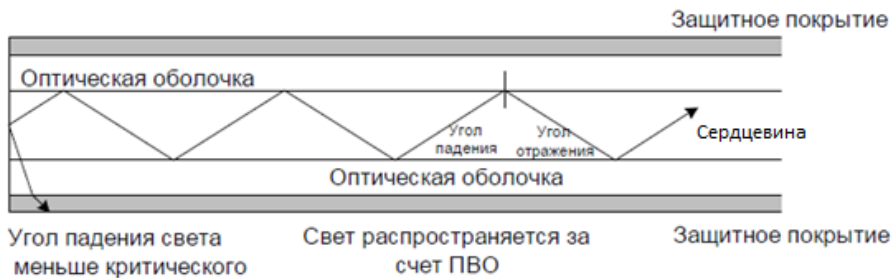 Защитное покрытие
Оптическая оболочка
Угол
падения
Угол
отражения
Сердцевина
Оптическая оболочка
Угол падения света
меньше критического
Свет распространяется за
счет ПВО
Защитное покрытие